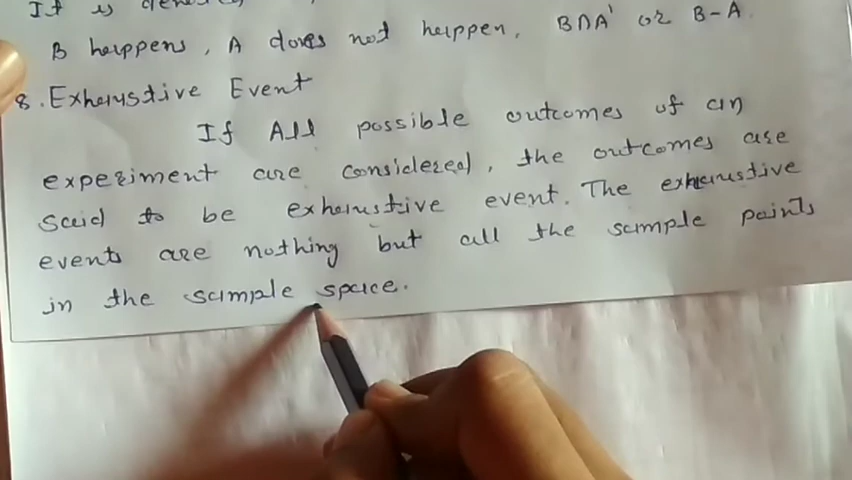 It is
B happens, A does not happen, B∩A' or B-A
8. Exhaustive Event
If All possible outcomes of an
experiment are considered, the outcomes are
said to be exhaustive event. The exhaustive
events are nothing but all the sample points
in the sample space.